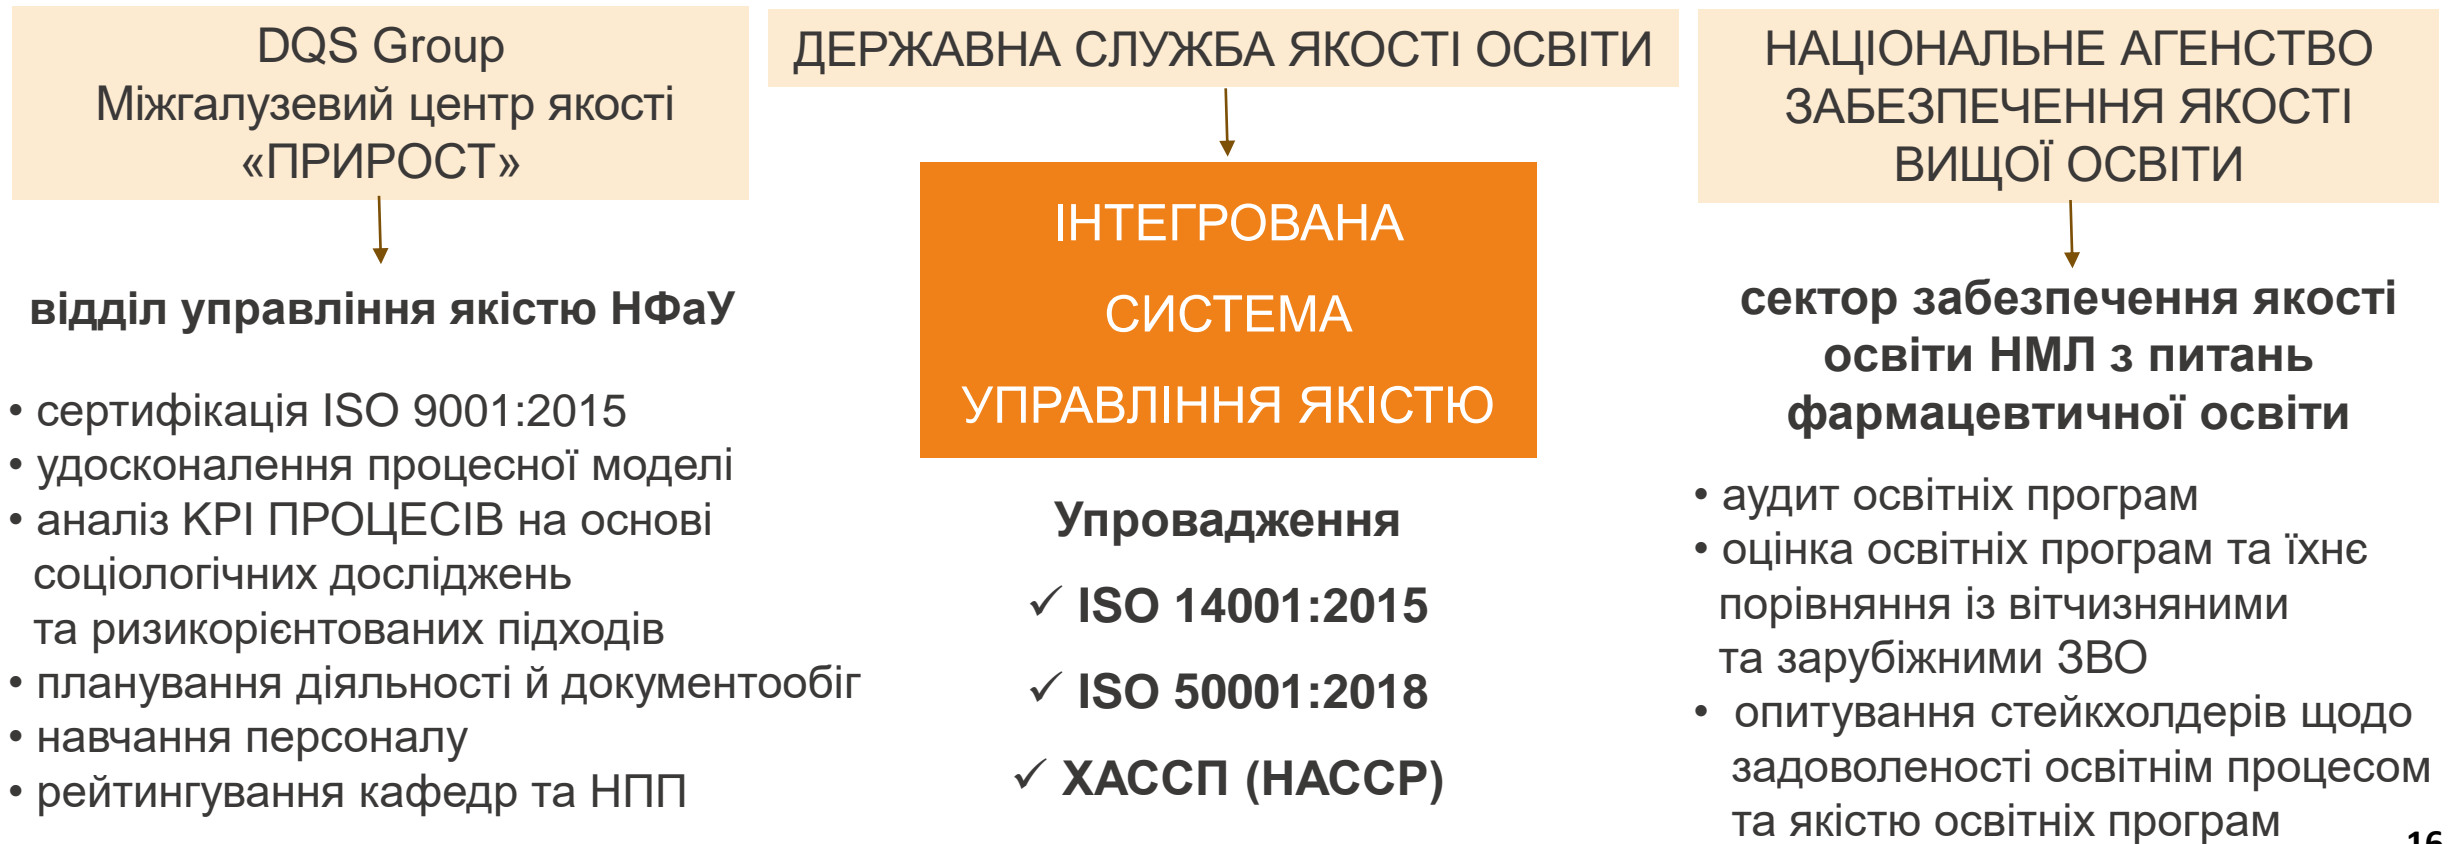 DQS Group
Міжгалузевий центр якості
«ПРИРОСТ»
відділ управління якістю НФаУ
• сертифікація ISO 9001:2015
• удосконалення процесної моделі
• аналіз KPI ПРОЦЕСІВ на основі
соціологічних досліджень
та ризикорієнтованих підходів
• планування діяльності й документообіг
• навчання персоналу
• рейтингування кафедр та НПП
ДЕРЖАВНА СЛУЖБА ЯКОСТІ ОСВІТИ
ІНТЕГРОВАНА
СИСТЕМА
УПРАВЛІННЯ ЯКІСТЮ
Упровадження
✓ ISO 14001:2015
✓ ISO 50001:2018
✓ ХАССП (HACCP)
НАЦІОНАЛЬНЕ АГЕНСТВО
ЗАБЕЗПЕЧЕННЯ ЯКОСТІ
ВИЩОЇ ОСВІТИ
сектор забезпечення якості
освіти НМЛ з питань
фармацевтичної освіти
• аудит освітніх програм
• оцінка освітніх програм та їхнє
порівняння із вітчизняними
та зарубіжними ЗВО
• опитування стейкхолдерів щодо
задоволеності освітнім процесом
та якістю освітніх програм
16